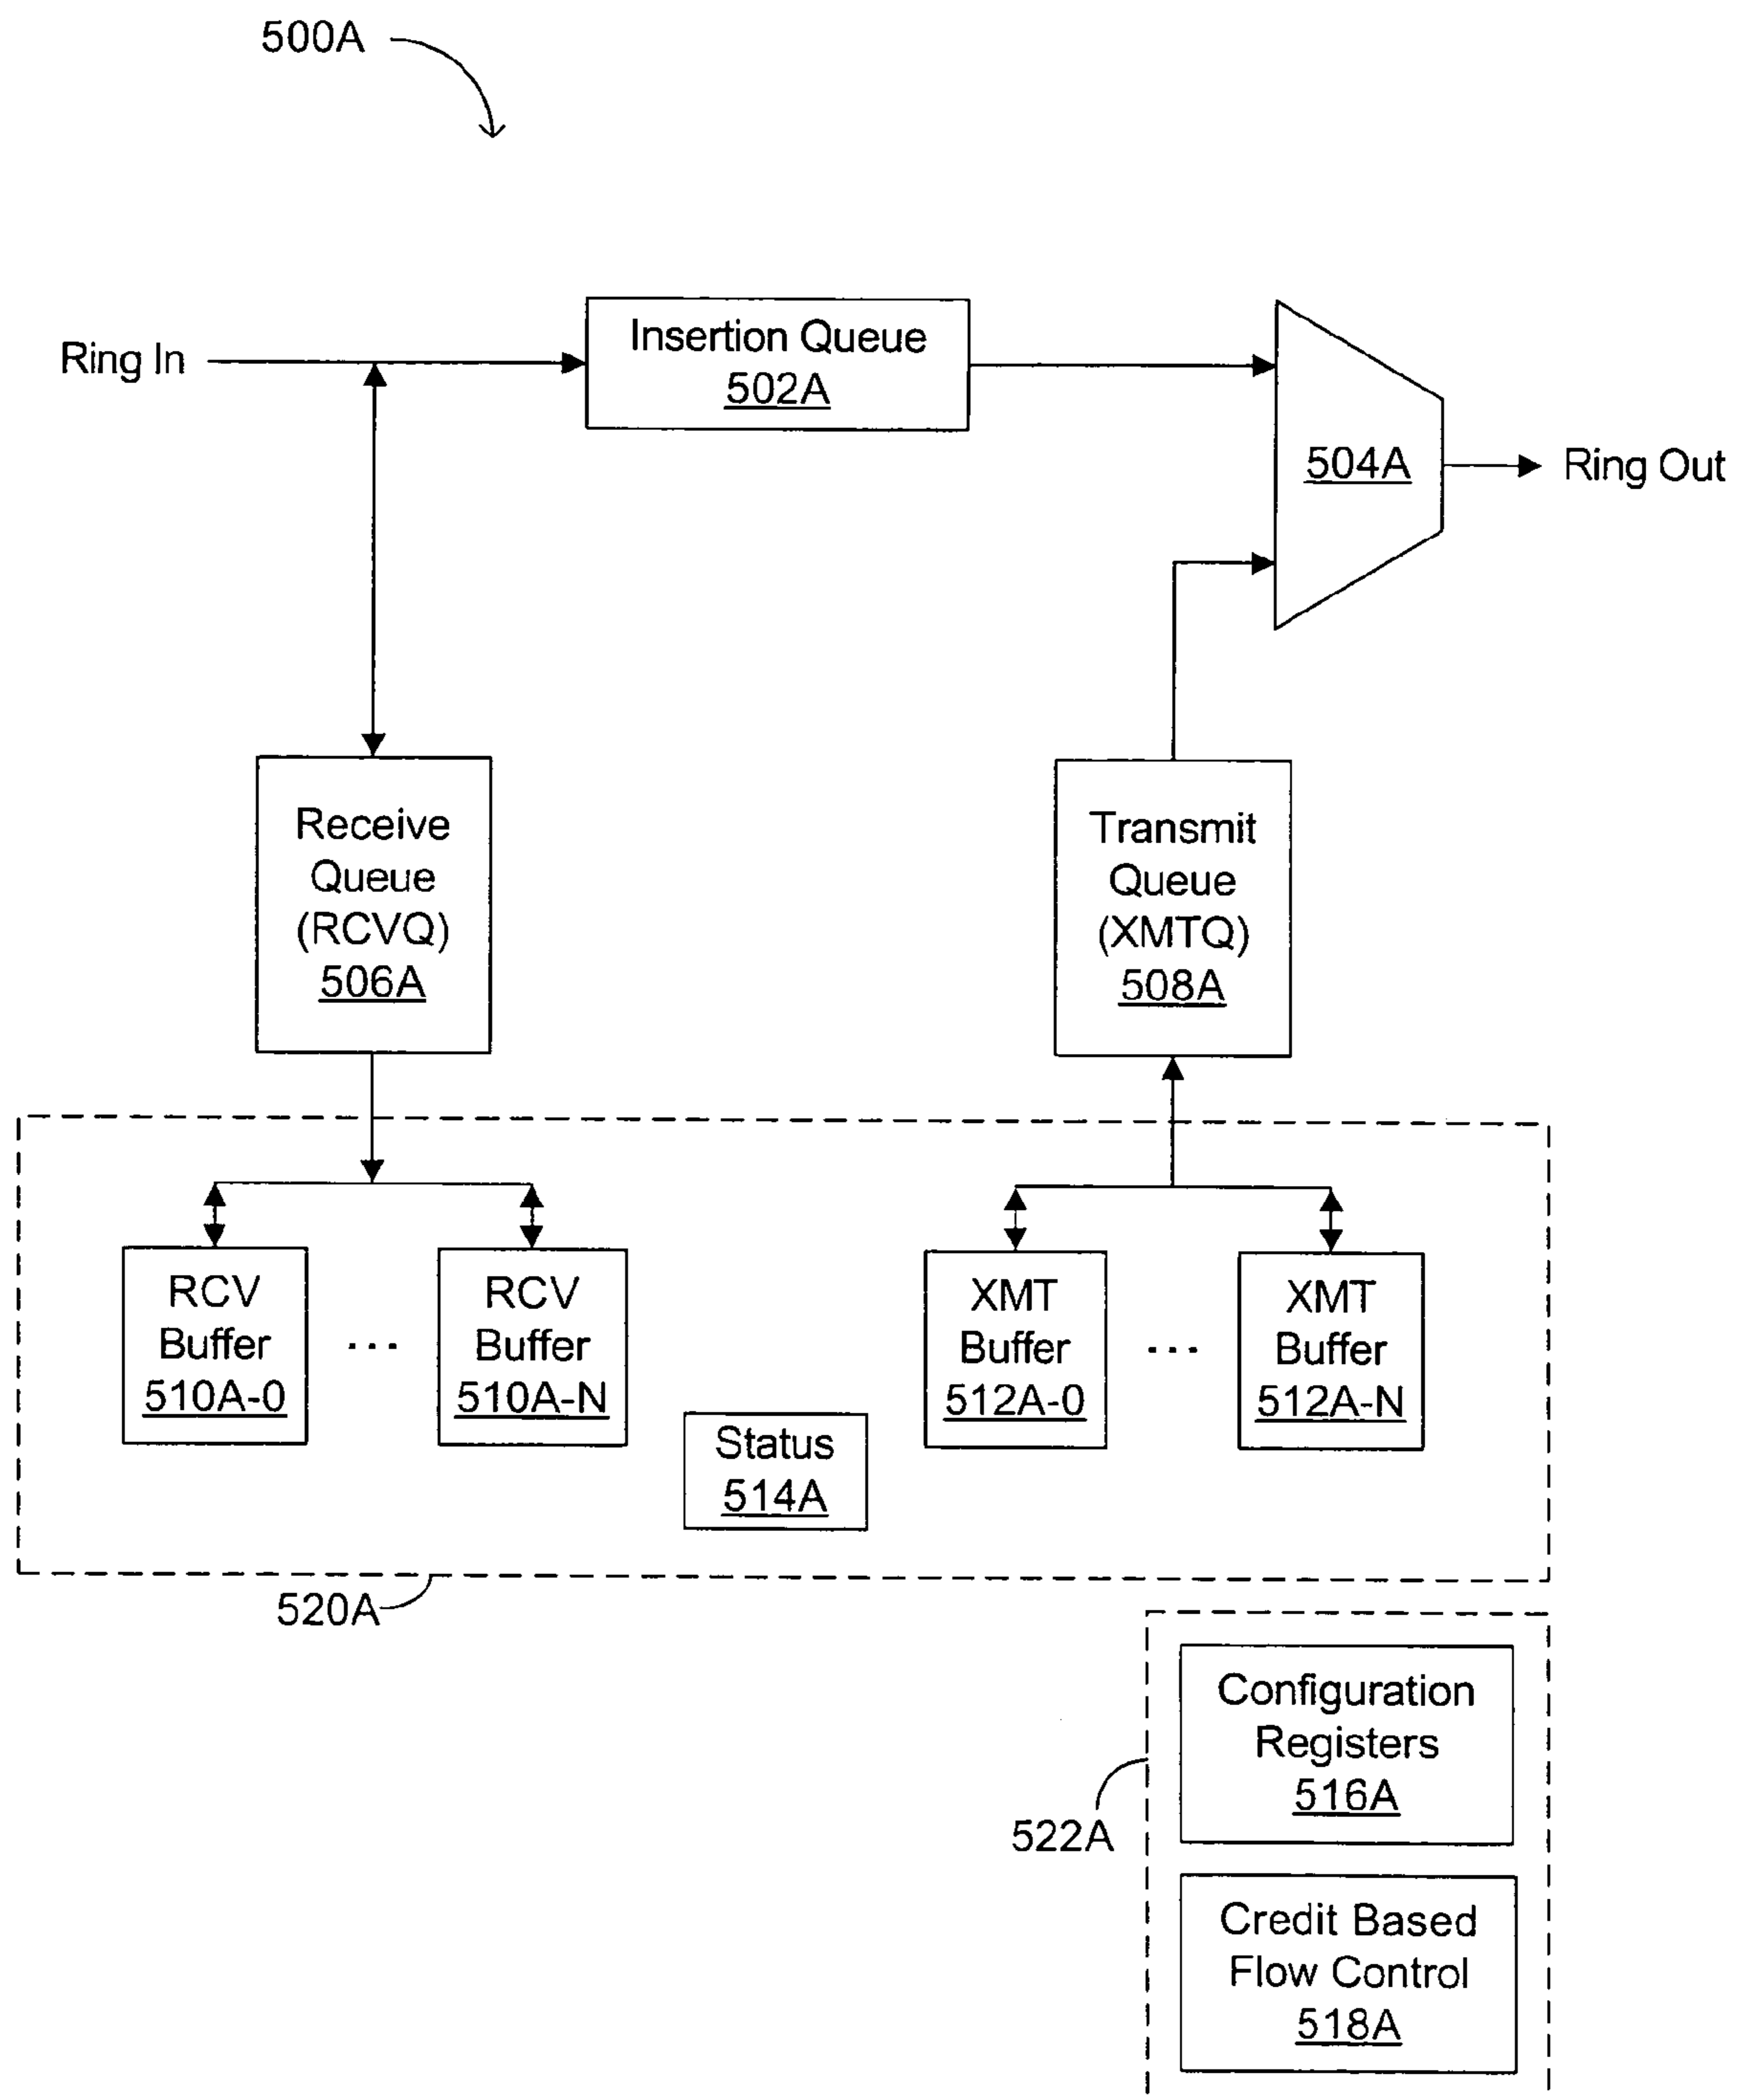 500A
Ring In
Insertion Queue
502A
504A
Ring Out
Receive
Queue
(RCVQ)
506A
Transmit
Queue
(XMTQ)
508A
RCV
Buffer
510A-0
...
RCV
Buffer
510A-N
Status
514A
XMT
Buffer
512A-0
...
XMT
Buffer
512A-N
520A
Configuration
Registers
516A
522A
Credit Based
Flow Control
518A